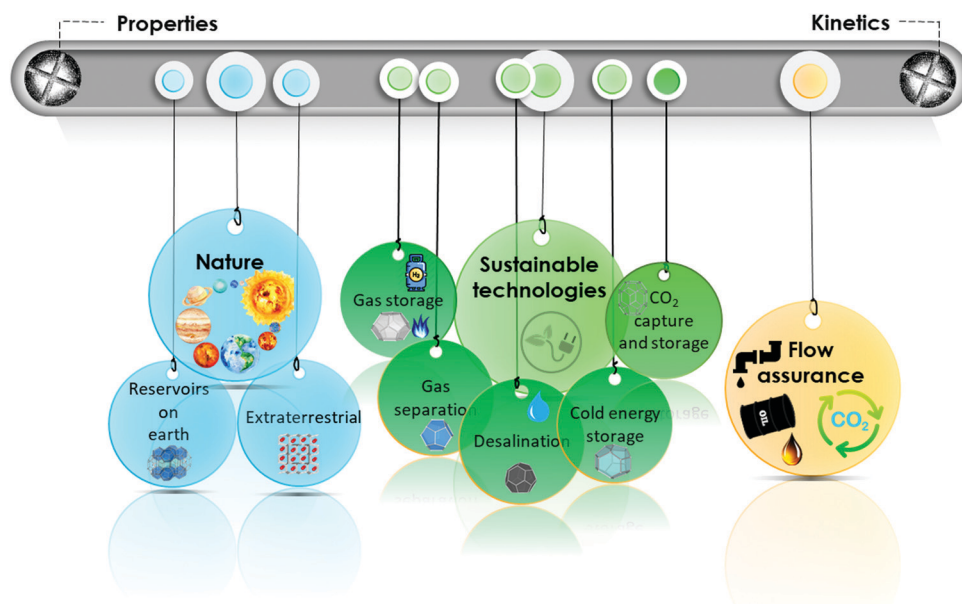 Properties
Kinetics
Nature
Reservoirs
on
earth
Extraterrestrial
H₂
Gas storage
Gas
separation
Sustainable
technologies
Desalination
Cold energy
storage
CO₂
capture
and storage
Flow
assurance
OIL
CO₂